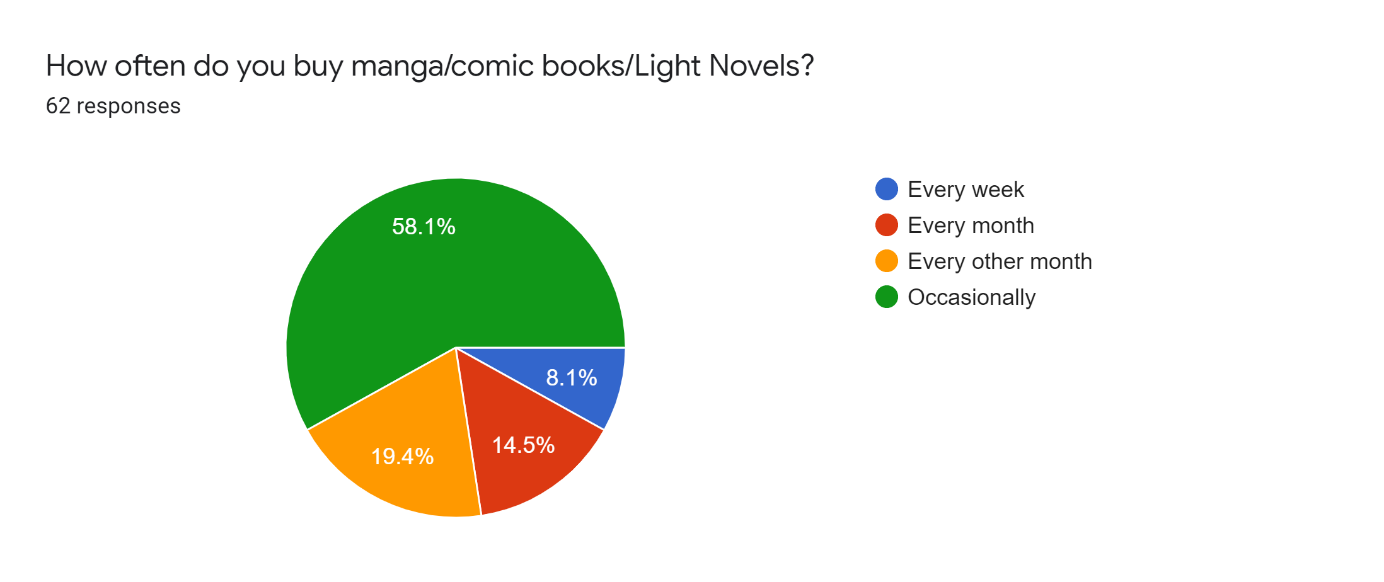 How often do you buy manga/comic books/Light Novels?
62 responses
58.1%
8.1%
14.5%
19.4%
Every week
Every month
Every other month
Occasionally